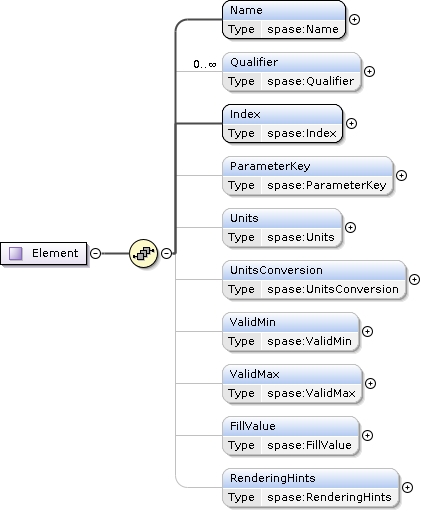 Name
Type spase:Name
0..∞
Qualifier
Type spase:Qualifier
Index
Type spase:Index
ParameterKey
Type spase:ParameterKey
Units
Type spase:Units
Element
UnitsConversion
Type spase:UnitsConversion
ValidMin
Type spase:ValidMin
ValidMax
Type spase:ValidMax
FillValue
Type spase:FillValue
RenderingHints
Type spase:RenderingHints